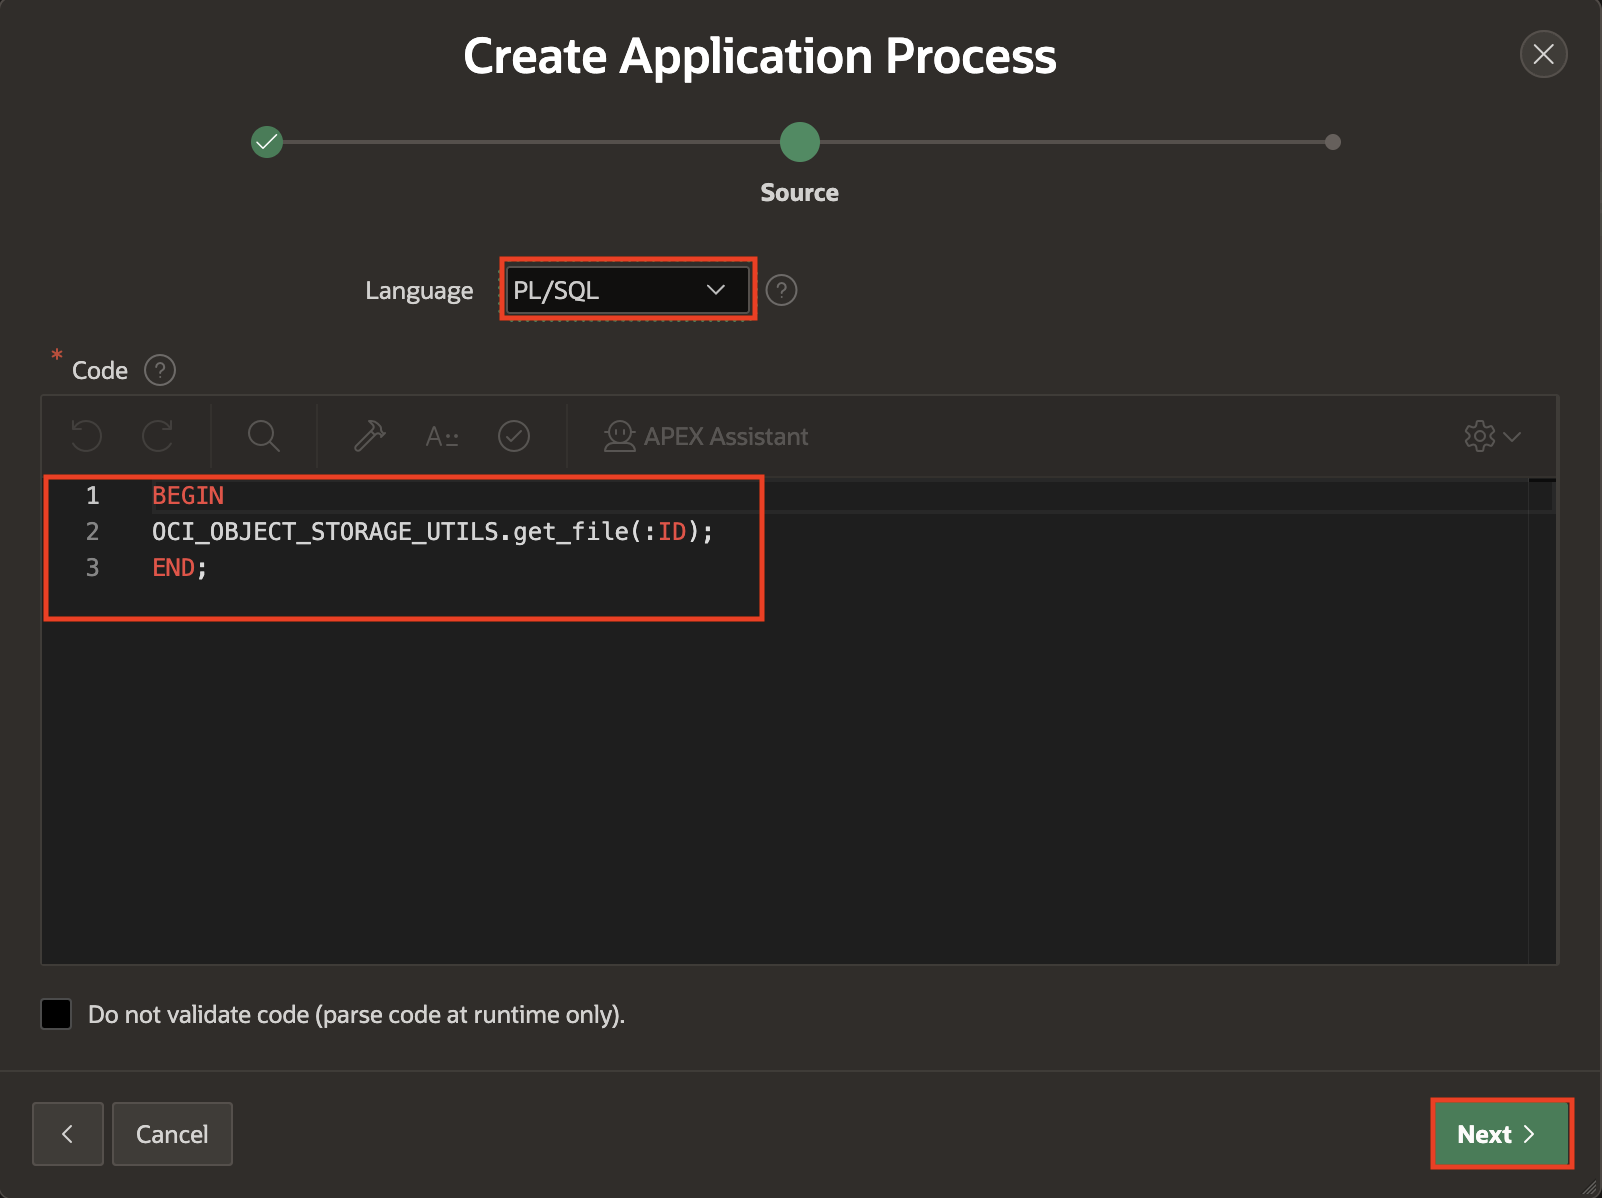 Create Application Process
Source
Language PL/SQL ?
* Code ?
A:: APEX Assistant
1 BEGIN
2 OCI_OBJECT_STORAGE_UTILS.get_file(:ID);
3 END;
Do not validate code (parse code at runtime only).
Cancel
Next